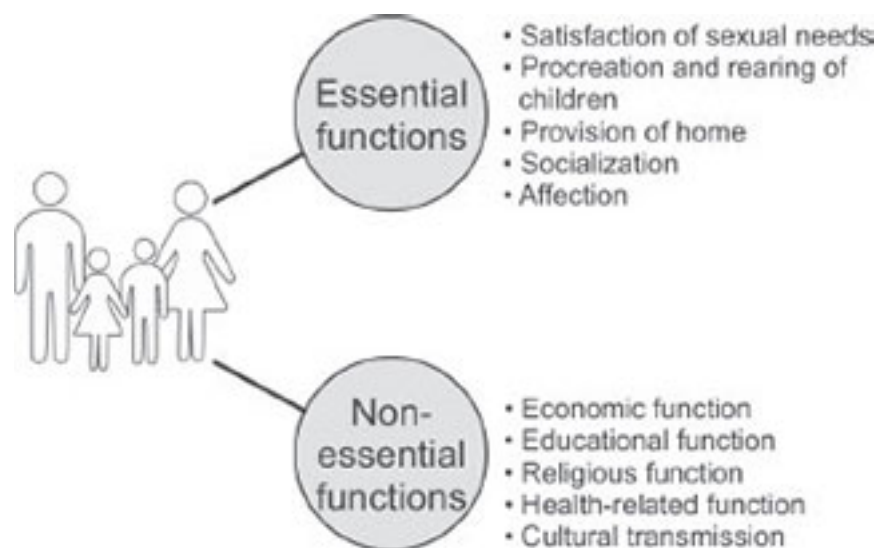 Essential
functions
• Satisfaction of sexual needs
• Procreation and rearing of
children
• Provision of home
• Socialization
• Affection
Non-
essential
functions
• Economic function
• Educational function
• Religious function
• Health-related function
• Cultural transmission